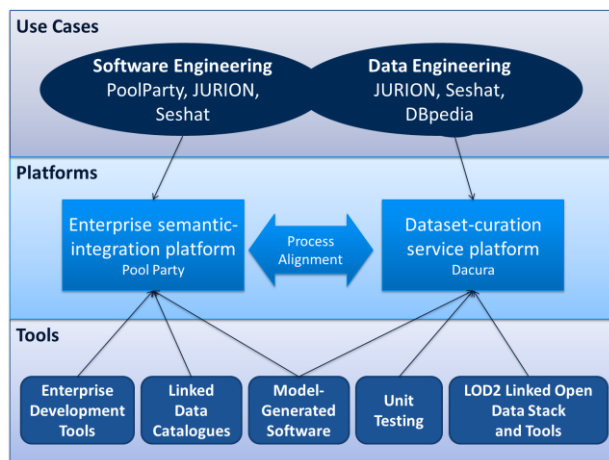 Use Cases
Software Engineering
PoolParty, JURION,
Seshat
Data Engineering
JURION, Seshat,
DBpedia
Platforms
Enterprise semantic-
integration platform
Pool Party
Process
Alignment
Dataset-curation
service platform
Dacura
Tools
Enterprise
Development
Tools
Linked
Data
Catalogues
Model-
Generated
Software
Unit
Testing
LOD2 Linked Open
Data Stack
and Tools